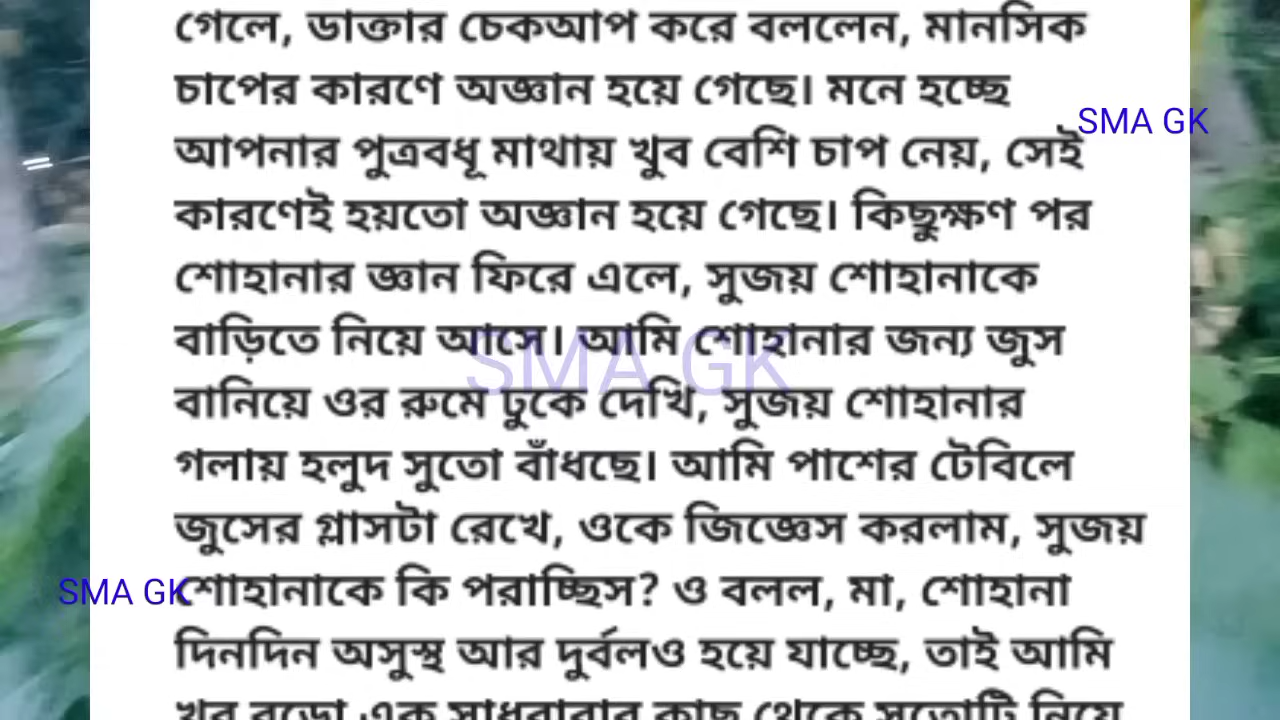 গেলে, ডাক্তার চেকআপ করে বললেন, মানসিক
চাপের কারণে অজ্ঞান হয়ে গেছে। মনে হচ্ছে
SMA GK
আপনার পুত্রবধূ মাথায় খুব বেশি চাপ নেয়, সেই
কারণেই হয়তো অজ্ঞান হয়ে গেছে। কিছুক্ষণ পর
শোহানার জ্ঞান ফিরে এলে, সুজয় শোহানাকে
বাড়িতে নিয়ে আসে। আমি শোহানার জন্য জুস
SMA GK
বানিয়ে ওর রুমে ঢুকে দেখি, সুজয় শোহানার
গলায় হলুদ সুতো বাঁধছে। আমি পাশের টেবিলে
জুসের গ্লাসটা রেখে, ওকে জিজ্ঞেস করলাম, সুজয়
SMA GK
শোহানাকে কি পরাচ্ছিস? ও বলল, মা, শোহানা
দিনদিন অসুস্থ আর দুর্বলও হয়ে যাচ্ছে, তাই আমি
খুব বড়ো এক সাধুবাবার কাছ থেকে সুতোটি নিয়ে